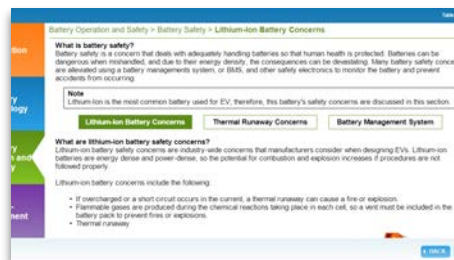 Battery Operation and Safety > Battery Safety > Lithium-Ion Battery Concerns
What is battery safety?
Battery safety is a concern that deals with adequately handling batteries so that human health is protected. Batteries can be
dangerous when mishandled, and due to their energy density, the consequences can be devastating. Many battery safety conce
are alleviated using a battery managements system, or BMS, and other safety electronics to monitor the battery and prevent
accidents from occurring.
Note
Lithium-Ion is the most common battery used for EV, therefore, this battery's safety concerns are discussed in this section.
Lithium-Ion Battery Concerns
Thermal Runaway Concerns
Battery Management System
What are lithium-ion battery safety concerns?
Lithium-ion battery safety concerns are industry-wide concerns that manufacturers consider when designing EVs. Lithium-ion
batteries are energy dense and power-dense, so the potential for combustion and explosion increases if procedures are not
followed properly.
Lithium-ion battery concerns include the following:
• If overcharged or a short circuit occurs in the current, a thermal runaway can cause a fire or explosion.
• Flammable gases are produced during the chemical reactions taking place in each cell, so a vent must be included in the
battery pack to prevent fires or explosions.
• Thermal runaway
BACK